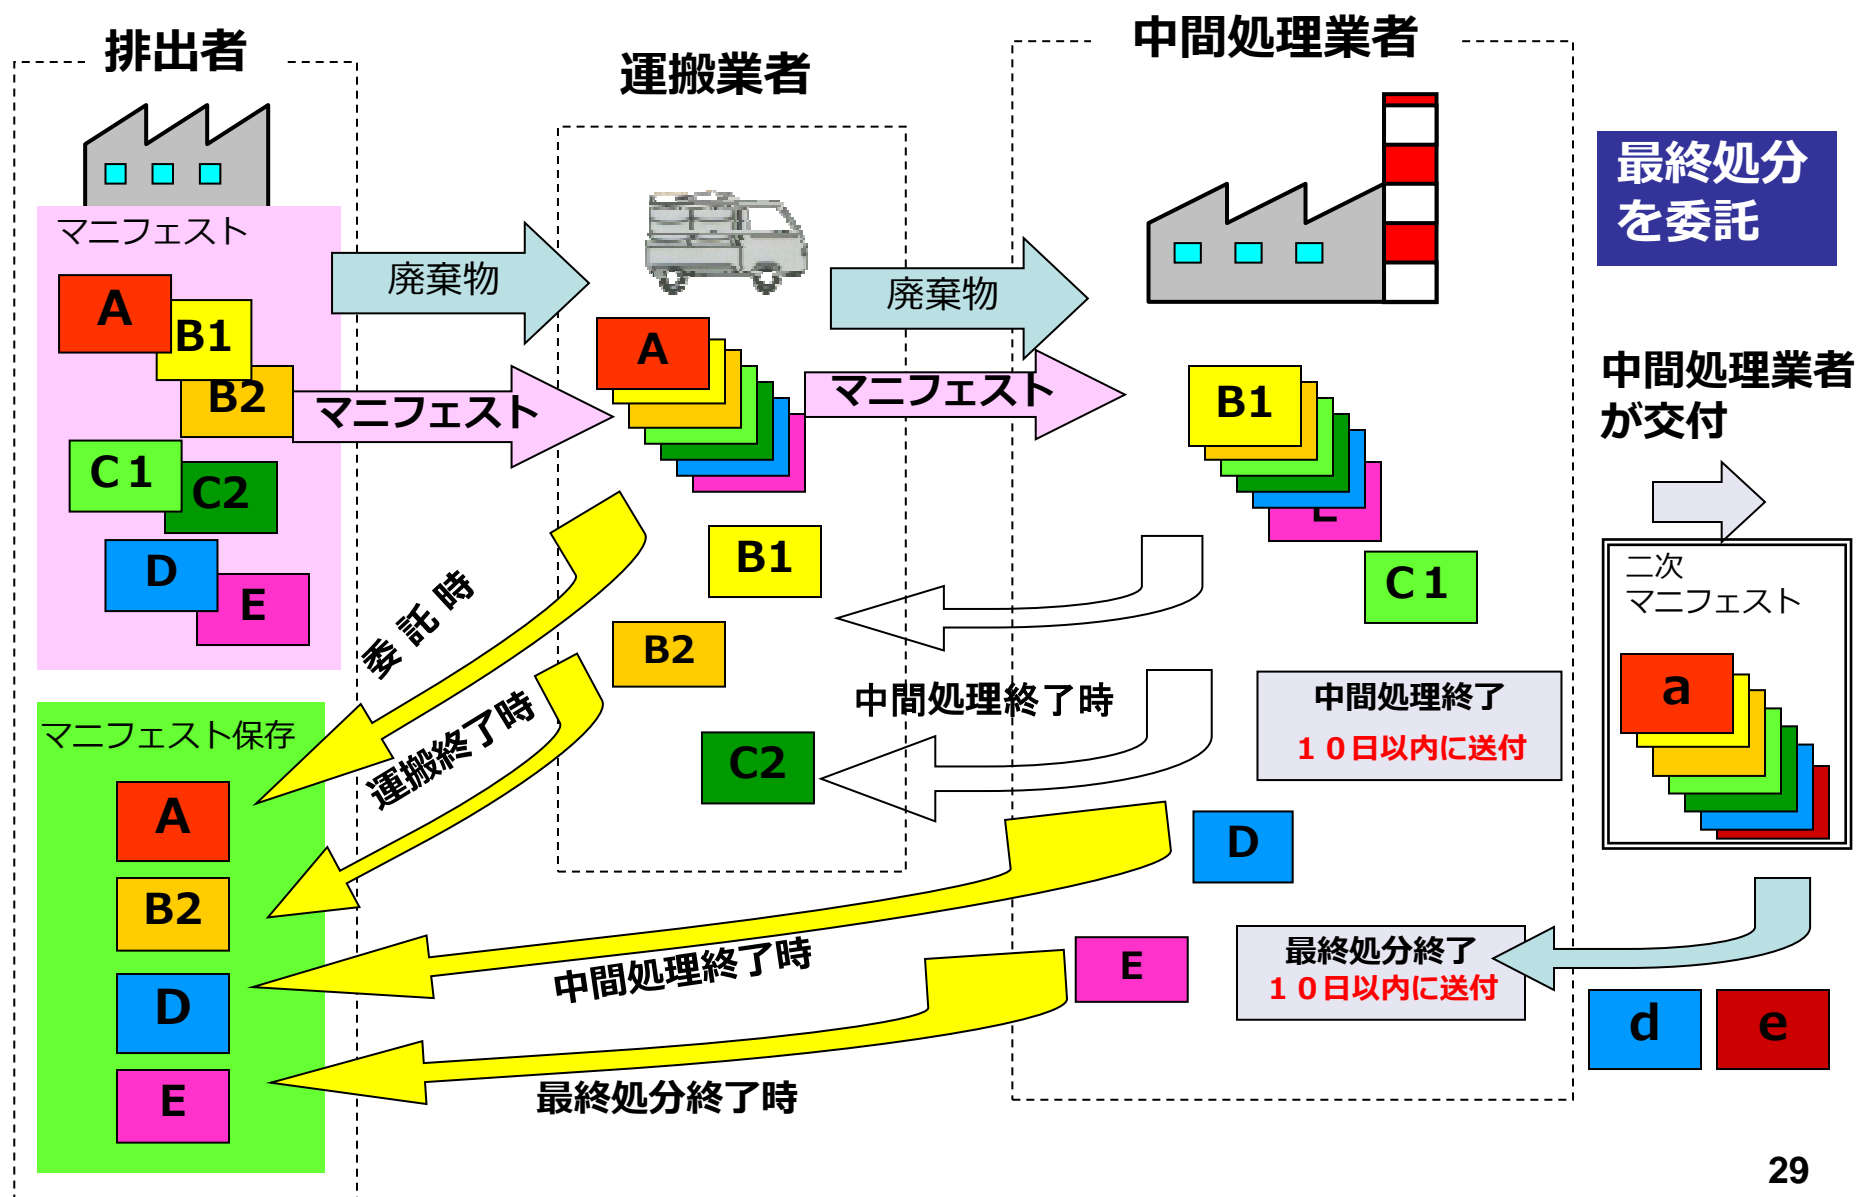 排出者
運搬業者
中間処理業者
最終処分
を委託
マニフェスト
A
B1
B2
C1
C2
D
E
廃棄物
マニフェスト
A
廃棄物
マニフェスト
B1
E
C1
中間処理業者
が交付
二次
マニフェスト
a
委託時
B1
B2
運搬終了時
中間処理終了時
C2
中間処理終了
10日以内に送付
マニフェスト保存
A
B2
D
E
D
中間処理終了時
E
最終処分終了
10日以内に送付
d
e
最終処分終了時
29